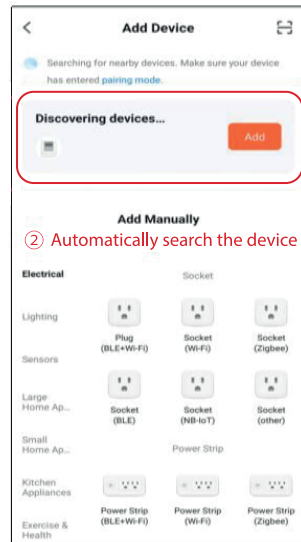 Add Device
Searching for nearby devices. Make sure your device
has entered pairing mode.
Discovering devices...
Add
Add Manually
② Automatically search the device
Electrical
Socket
Lighting
Plug
(BLE+Wi-Fi)
Socket
(Wi-Fi)
Socket
(Zigbee)
Sensors
Large
Home Ap...
Socket
(BLE)
Socket
(NB-IoT)
Socket
(other)
Small
Home Ap...
Power Strip
Kitchen
Appliances
Power Strip
(BLE+Wi-Fi)
Power Strip
(Wi-Fi)
Power Strip
(Zigbee)
Exercise &
Health